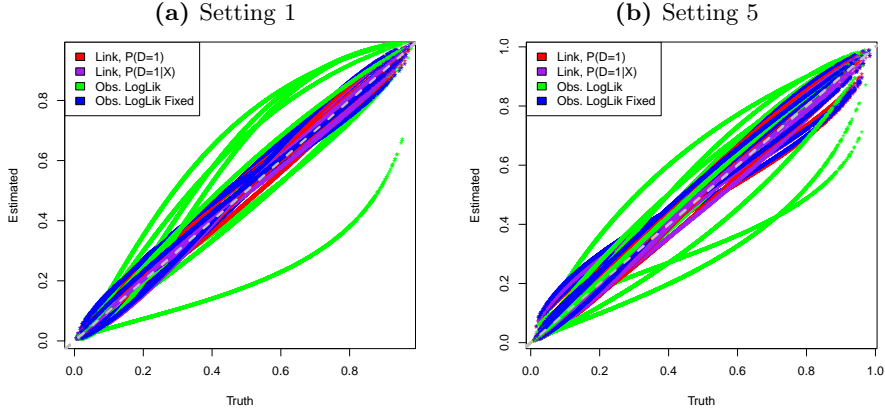 (a) Setting 1
Link, P(D=1)
Link, P(D=1|X)
Obs. LogLik
Obs. LogLik Fixed
Estimated
0.0
0.2
0.4
0.6
0.8
0.0
0.2
0.4
0.6
0.8
Truth
(b) Setting 5
Link, P(D=1)
Link, P(D=1|X)
Obs. LogLik
Obs. LogLik Fixed
Estimated
0.0
0.2
0.4
0.6
0.8
1.0
0.0
0.2
0.4
0.6
0.8
1.0
Truth